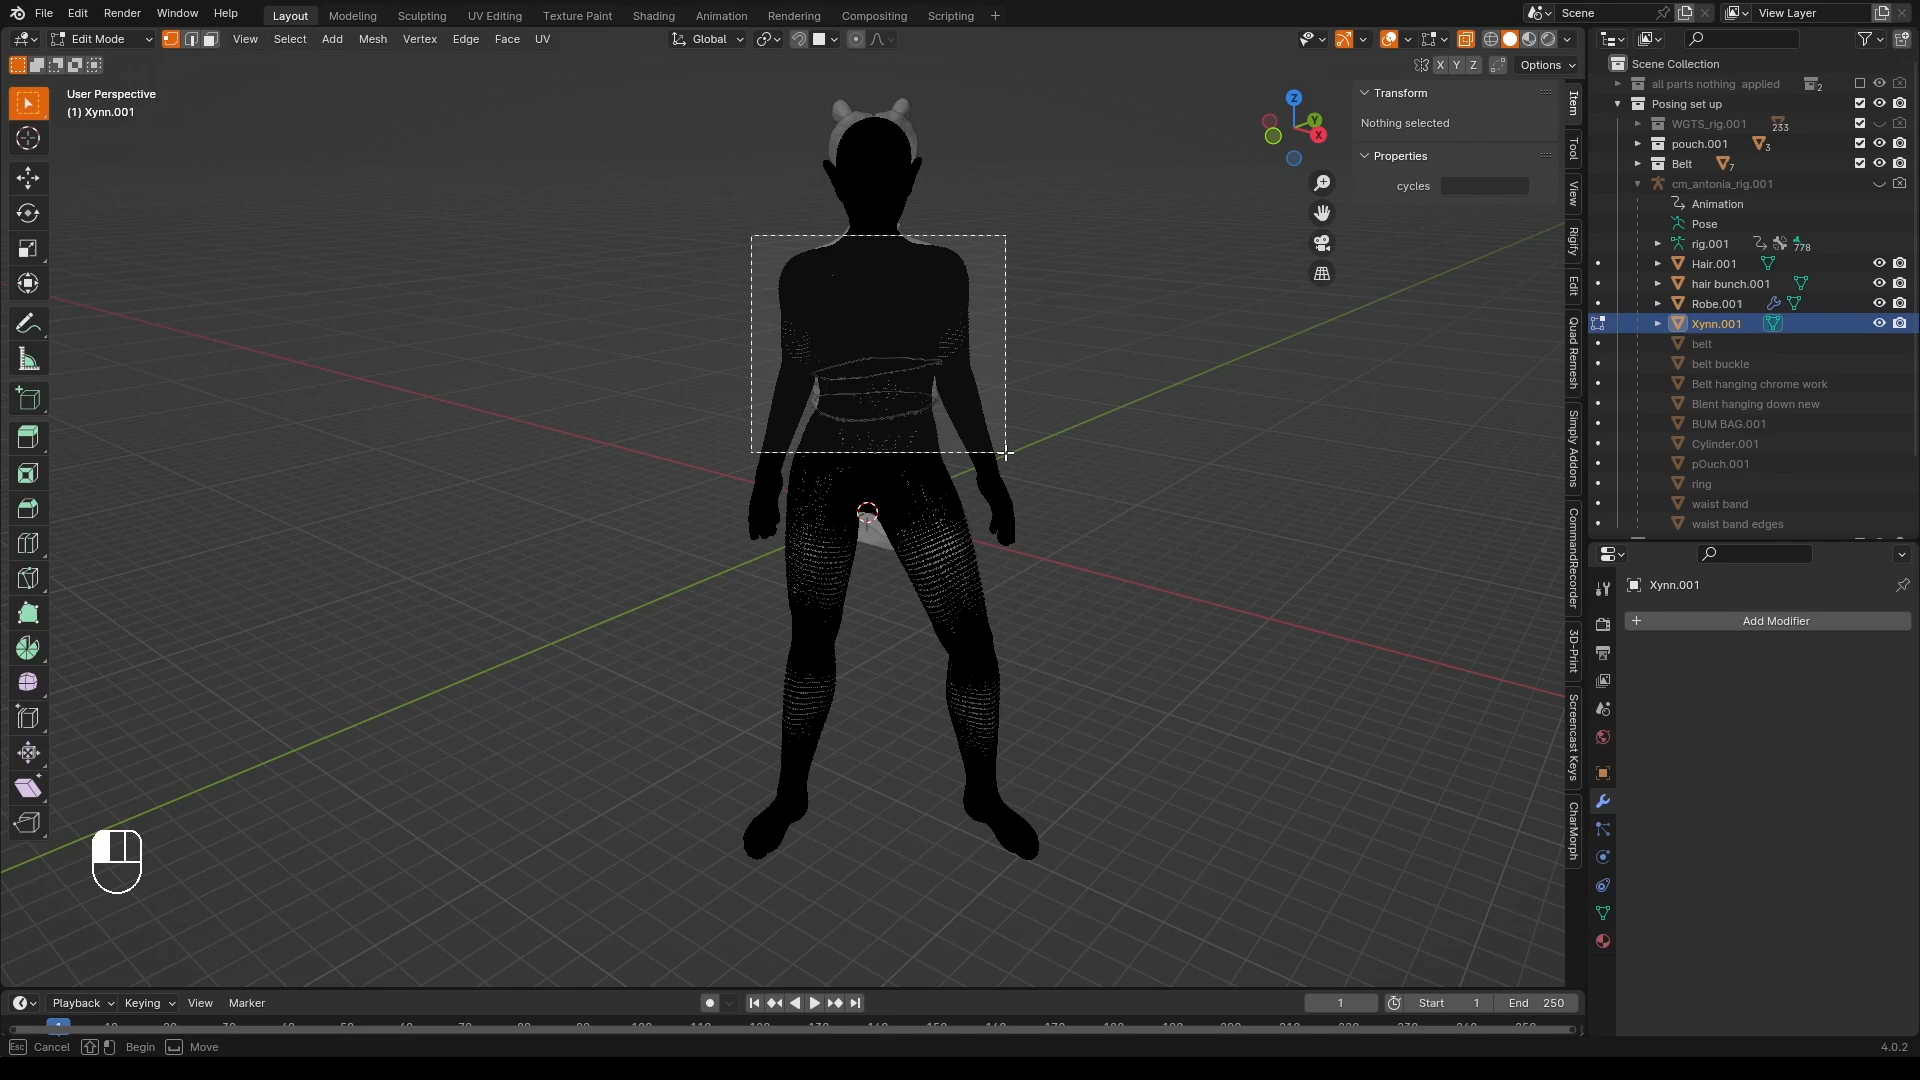 File Edit Render Window Help Layout Modeling Sculpting UV Editing Texture Paint Shading Animation Rendering Compositing Scripting + Scene View Layer
Edit Mode View Select Add Mesh Vertex Edge Face UV Global
X Y Z Options
User Perspective
(1) Xynn.001
Transform
Nothing selected
Properties
cycles
Z
Y
X
Item
Tool
View
Rigify
Edit
Quad Remesh
Simply Addons
CommandRecorder
3D-Print
Screencast Keys
CharMorph
Scene Collection
all parts nothing applied 2
Posing set up
WGTS_rig.001 233
pouch.001 3
Belt 7
cm_antonia_rig.001
Animation
Pose
rig.001 778
Hair.001
hair bunch.001
Robe.001
Xynn.001
belt
belt buckle
Belt hanging chrome work
Blent hanging down new
BUM BAG.001
Cylinder.001
pOuch.001
ring
waist band
waist band edges
Xynn.001
+ Add Modifier
Playback Keying View Marker 1 Start 1 End 250
Esc Cancel Begin Move 4.0.2